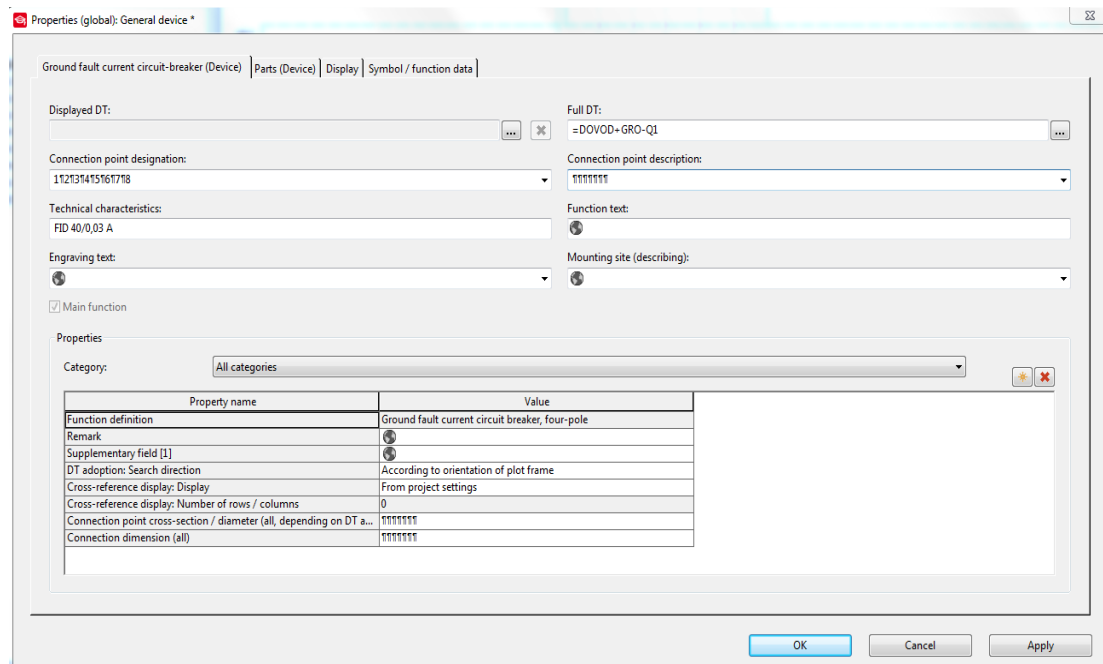 Properties (global): General device *
Ground fault current circuit-breaker (Device) Parts (Device) Display Symbol / function data
Displayed DT: Full DT:
... =DOVOD+GRO-Q1 ...
Connection point designation: Connection point description:
1¶2¶3¶4¶5¶6¶7¶8 ¶¶¶¶¶¶¶
Technical characteristics: Function text:
FID 40/0,03 A
Engraving text: Mounting site (describing):
Main function
Properties
Category: All categories
Property name Value
Function definition Ground fault current circuit breaker, four-pole
Remark
Supplementary field [1]
DT adoption: Search direction According to orientation of plot frame
Cross-reference display: Display From project settings
Cross-reference display: Number of rows / columns 0
Connection point cross-section / diameter (all, depending on DT a... ¶¶¶¶¶¶¶
Connection dimension (all) ¶¶¶¶¶¶¶
OK Cancel Apply